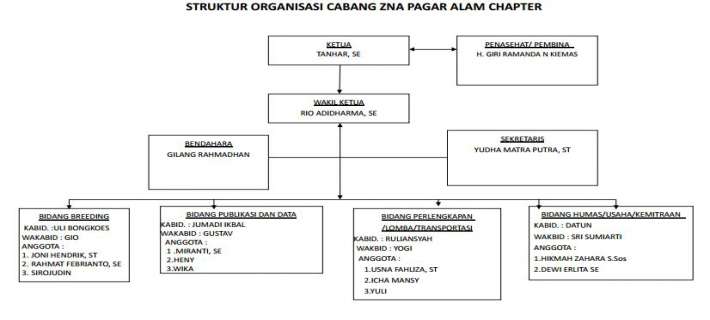 STRUKTUR ORGANISASI CABANG ZNA PAGAR ALAM CHAPTER
KETUA
TANHAR, SE
PENASEHAT/ PEMBINA
H. GIRI RAMANDA N KIEMAS
WAKIL KETUA
RIO ADIDHARMA, SE
BENDAHARA
GILANG RAHMADHAN
SEKRETARIS
YUDHA MATRA PUTRA, ST
BIDANG BREEDING
KABID. :ULI BONGKOES
WAKABID : GIO
ANGGOTA :
1. JONI HENDRIK, ST
2. RAHMAT FEBRIANTO, SE
3. SIROJUDIN
BIDANG PUBLIKASI DAN DATA
KABID. : JUMADI IKBAL
WAKABID : GUSTAV
ANGGOTA :
1 .MIRANTI, SE
2.HENY
3.WIKA
BIDANG PERLENGKAPAN
/LOMBA/TRANSPORTASI
KABID. : RULIANSYAH
WAKBID : YOGI
ANGGOTA :
1.USNA FAHLIZA, ST
2.ICHA MANSY
3.YULI
BIDANG HUMAS/USAHA/KEMITRAAN
KABID. : DATUN
WAKBID : SRI SUMIARTI
ANGGOTA :
1.HIKMAH ZAHARA S.Sos
2.DEWI ERLITA SE